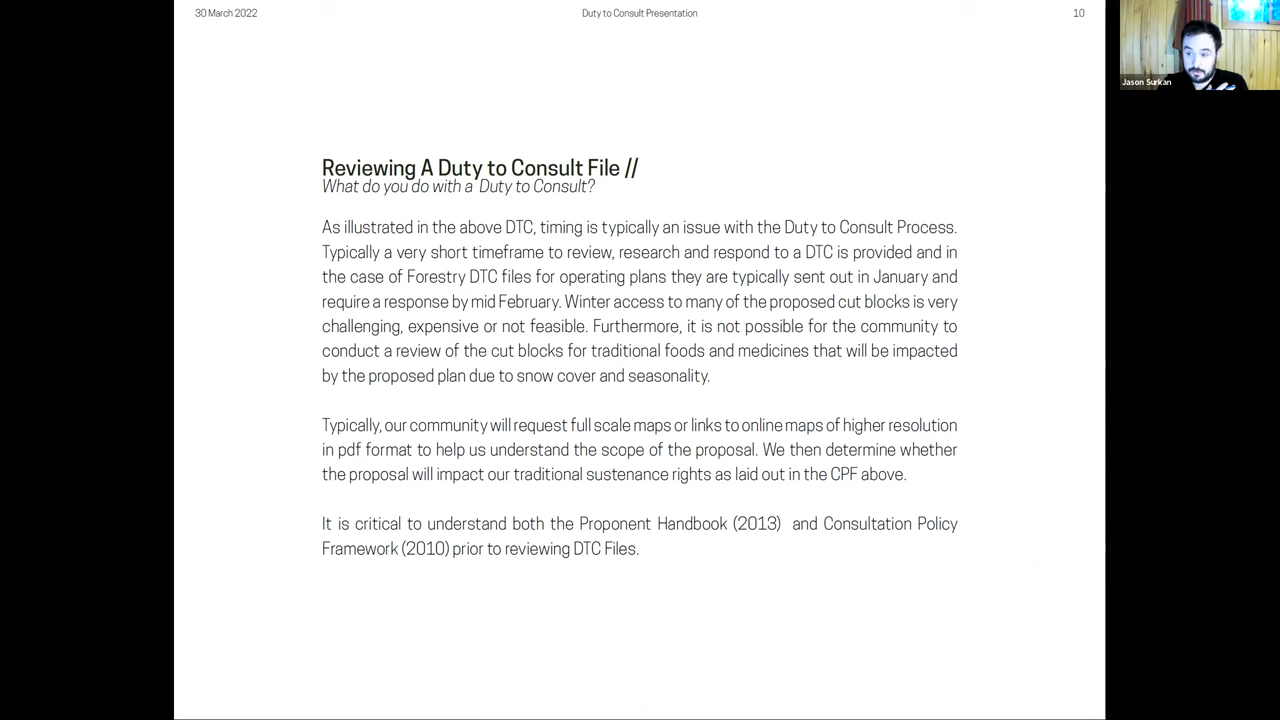 30 March 2022
Duty to Consult Presentation
10
Jason Surkan
Reviewing A Duty to Consult File //
What do you do with a Duty to Consult?
As illustrated in the above DTC, timing is typically an issue with the Duty to Consult Process.
Typically a very short timeframe to review, research and respond to a DTC is provided and in
the case of Forestry DTC files for operating plans they are typically sent out in January and
require a response by mid February. Winter access to many of the proposed cut blocks is very
challenging, expensive or not feasible. Furthermore, it is not possible for the community to
conduct a review of the cut blocks for traditional foods and medicines that will be impacted
by the proposed plan due to snow cover and seasonality.
Typically, our community will request full scale maps or links to online maps of higher resolution
in pdf format to help us understand the scope of the proposal. We then determine whether
the proposal will impact our traditional sustenance rights as laid out in the CPF above.
It is critical to understand both the Proponent Handbook (2013) and Consultation Policy
Framework (2010) prior to reviewing DTC Files.